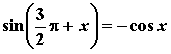 sin(3/2 π + x) = -cos x